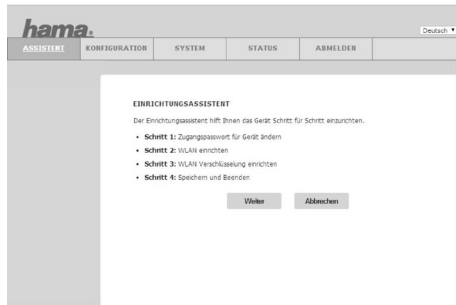 hama.
Deutsch
ASSISTENT KONFIGURATION SYSTEM STATUS ABMELDEN
EINRICHTUNGSASSISTENT
Der Einrichtungsassistent hilft Ihnen das Gerät Schritt für Schritt einzurichten.
• Schritt 1: Zugangspasswort für Gerät ändern
• Schritt 2: WLAN einrichten
• Schritt 3: WLAN Verschlüsselung einrichten
• Schritt 4: Speichern und Beenden
Weiter Abbrechen